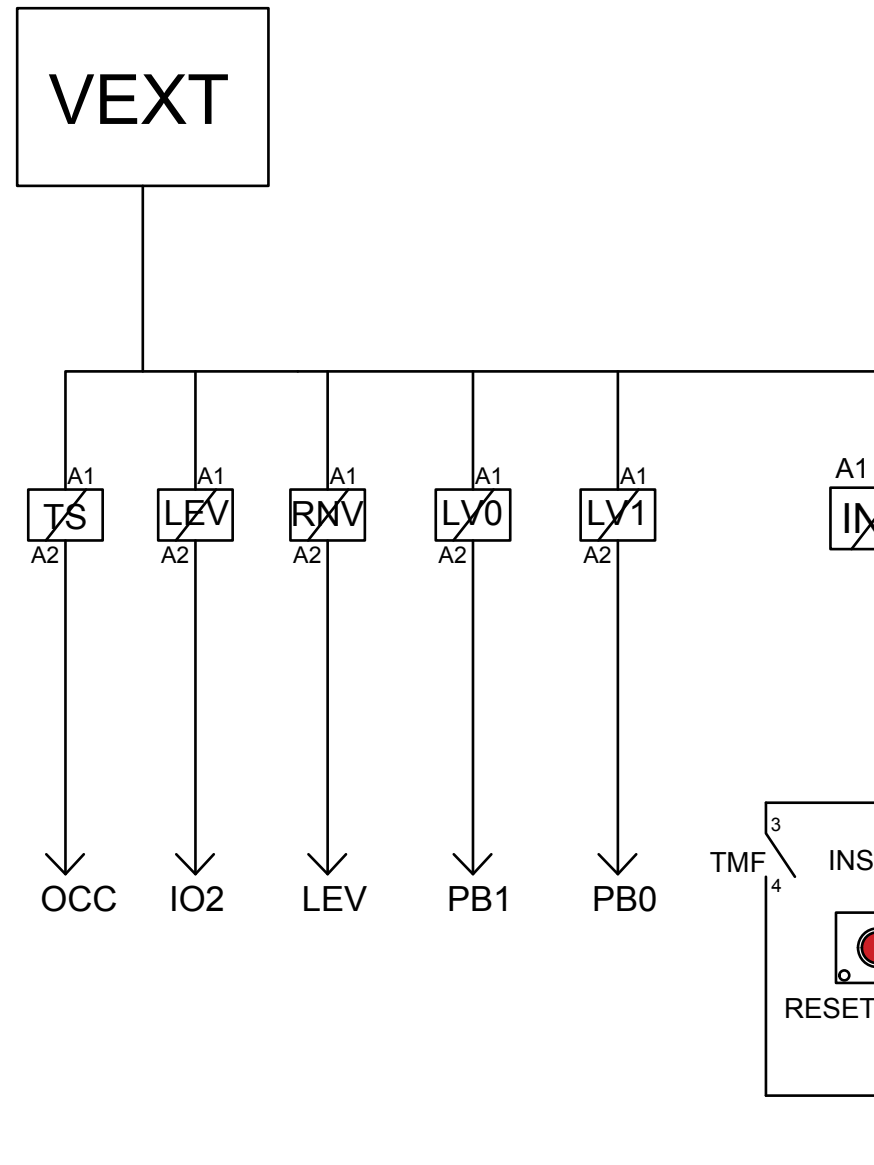 VEXT
A1 A1 A1 A1 A1 A1
TS LEV RNV LV0 LV1
A2 A2 A2 A2 A2
3
TMF INS
4
OCC IO2 LEV PB1 PB0
RESET